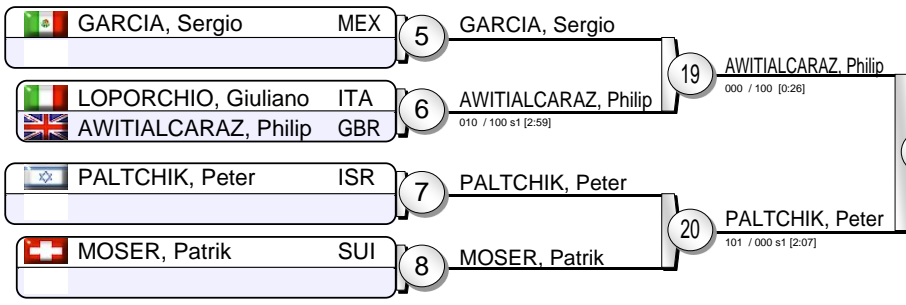 GARCIA, Sergio MEX
5
GARCIA, Sergio
19
AWITIALCARAZ, Philip
000 / 100 [0:26]
LOPORCHIO, Giuliano ITA
AWITIALCARAZ, Philip GBR
6
AWITIALCARAZ, Philip
010 / 100 s1 [2:59]
PALTCHIK, Peter ISR
7
PALTCHIK, Peter
20
PALTCHIK, Peter
101 / 000 s1 [2:07]
MOSER, Patrik SUI
8
MOSER, Patrik